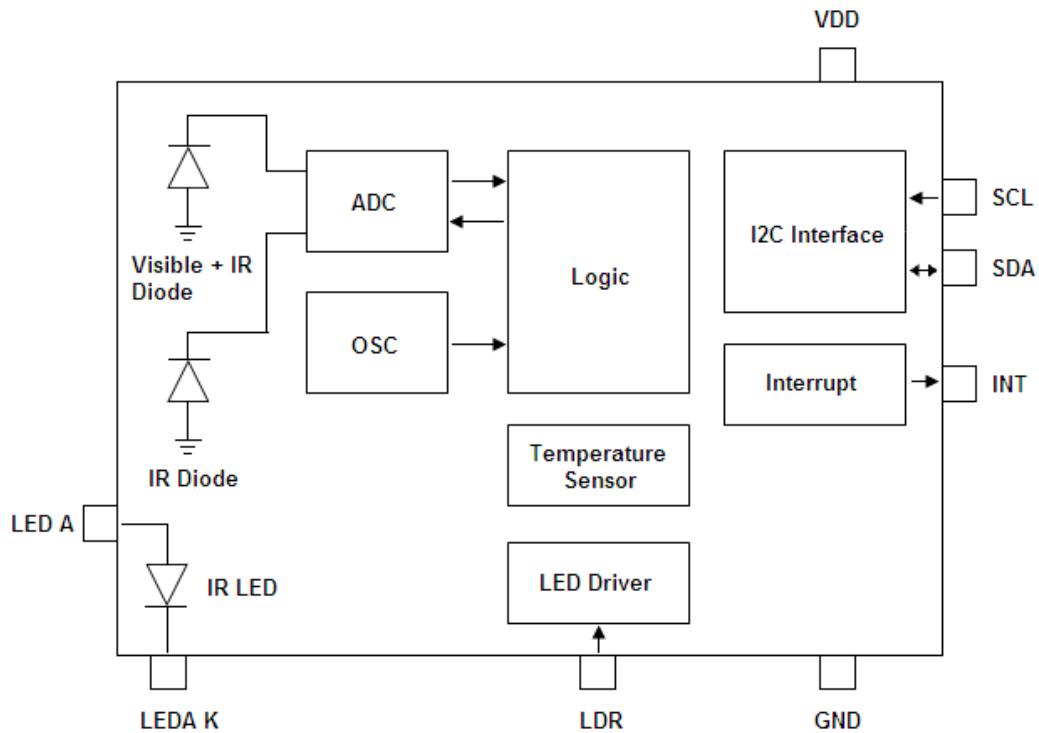 VDD
ADC
Logic
I2C Interface
SCL
SDA
Visible + IR
Diode
OSC
Interrupt
INT
IR Diode
Temperature
Sensor
LED A
IR LED
LED Driver
LEDA K
LDR
GND